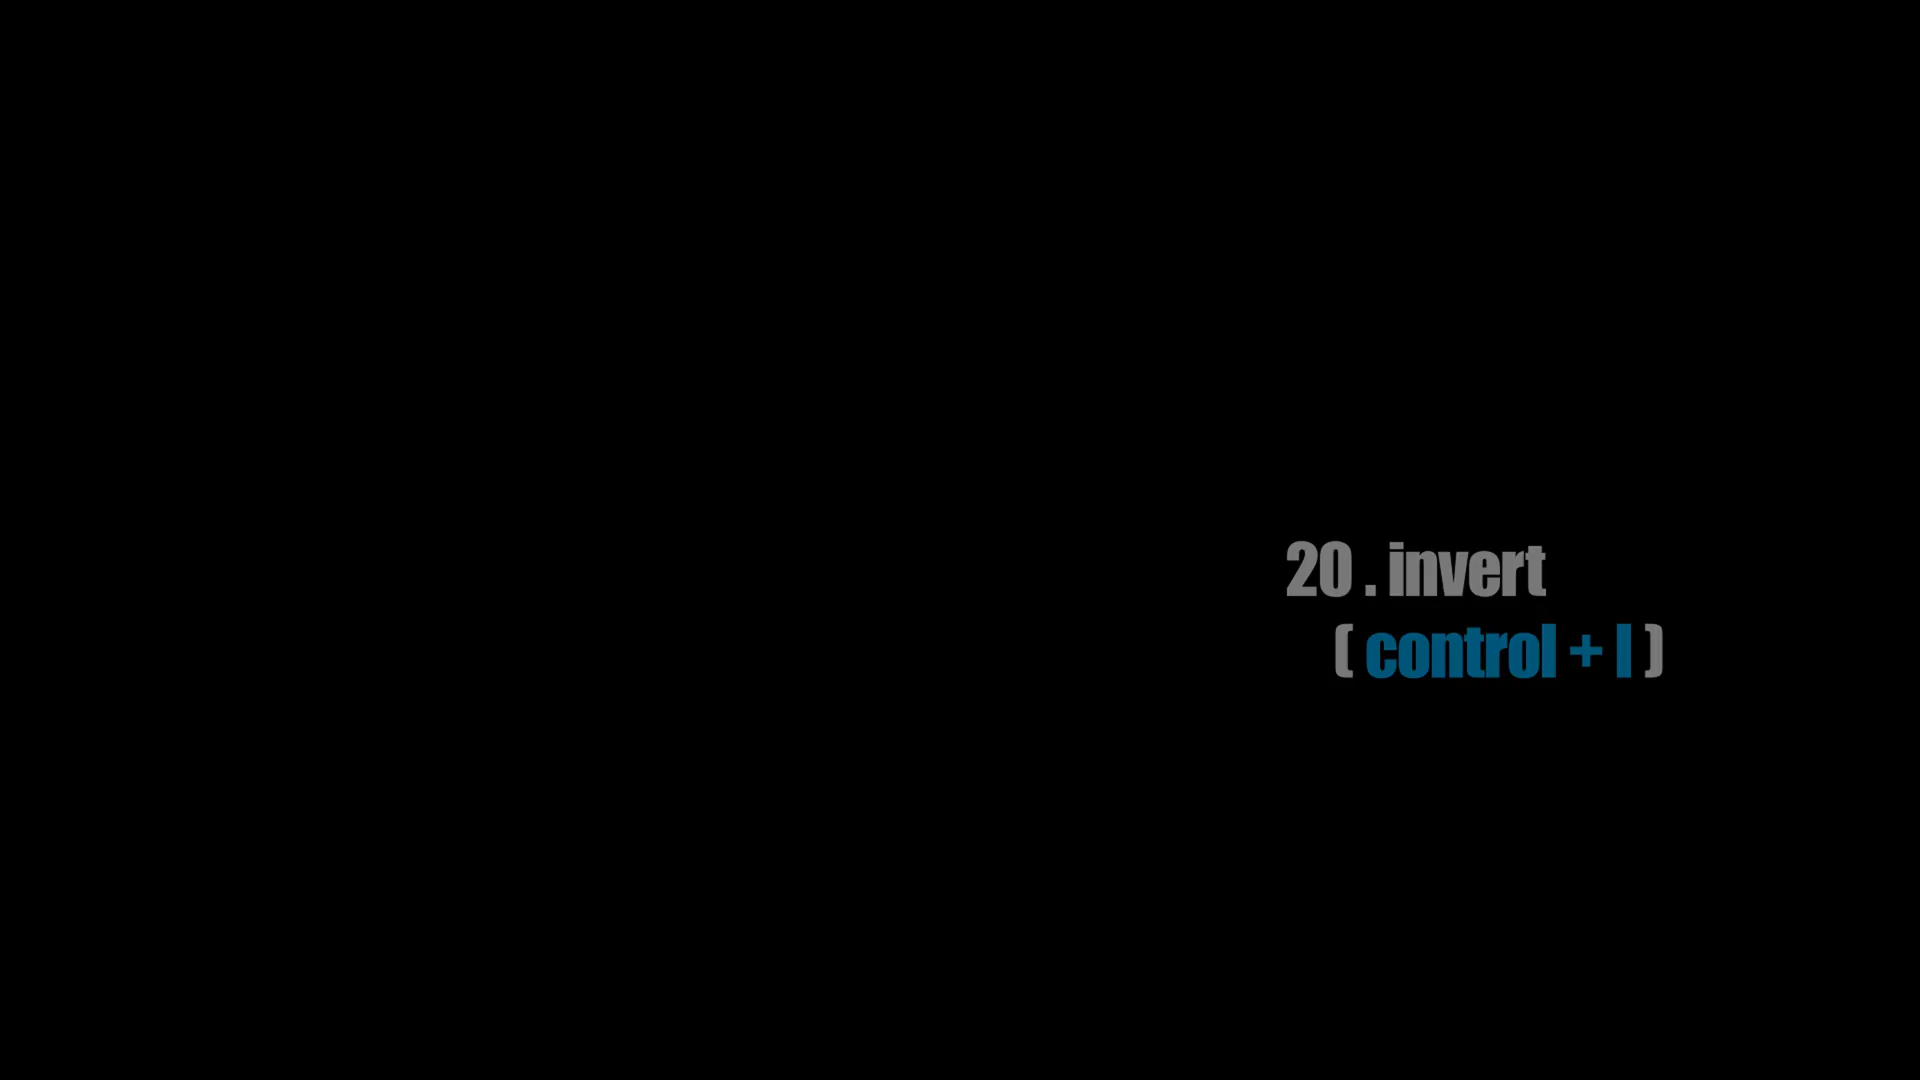 20 . invert
( control + I )